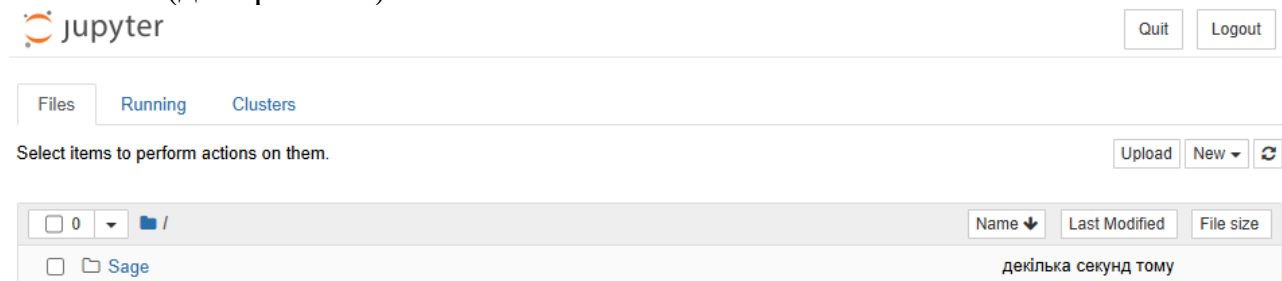 jupyter Quit Logout
Files Running Clusters
Select items to perform actions on them. Upload New
0 / Name Last Modified File size
Sage декілька секунд тому